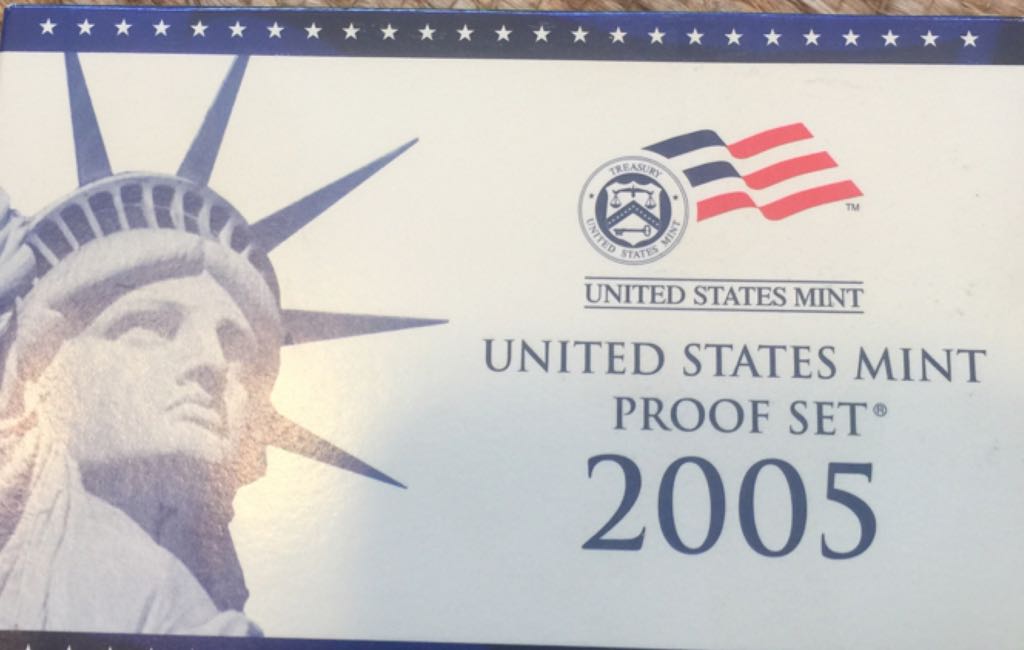 TREASURY
UNITED STATES MINT
TM
UNITED STATES MINT
UNITED STATES MINT
PROOF SET®
2005